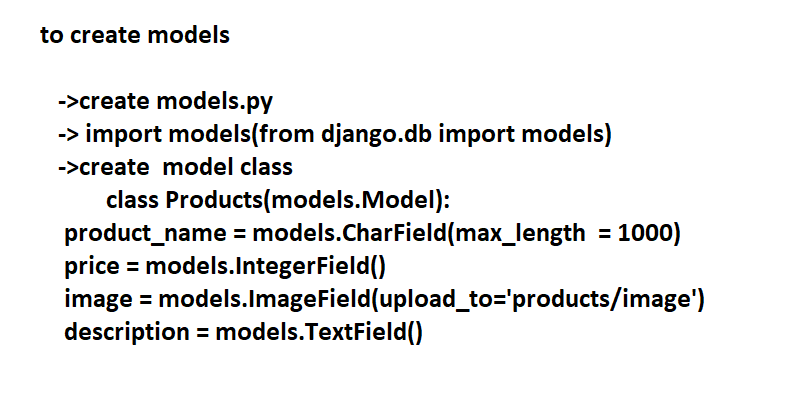 to create models
->create models.py
-> import models(from django.db import models)
->create  model class
class Products(models.Model):
product_name = models.CharField(max_length  = 1000)
price = models.IntegerField()
image = models.ImageField(upload_to='products/image')
description = models.TextField()